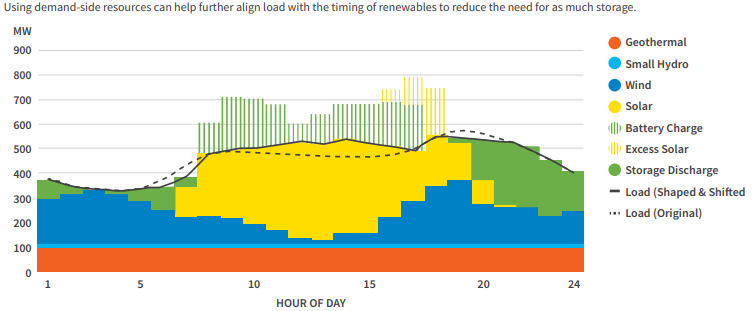 Using demand-side resources can help further align load with the timing of renewables to reduce the need for as much storage.
MW
900
800
700
600
500
400
300
200
100
0
1 5 10 15 20 24
HOUR OF DAY
Geothermal
Small Hydro
Wind
Solar
Battery Charge
Excess Solar
Storage Discharge
Load (Shaped & Shifted
Load (Original)